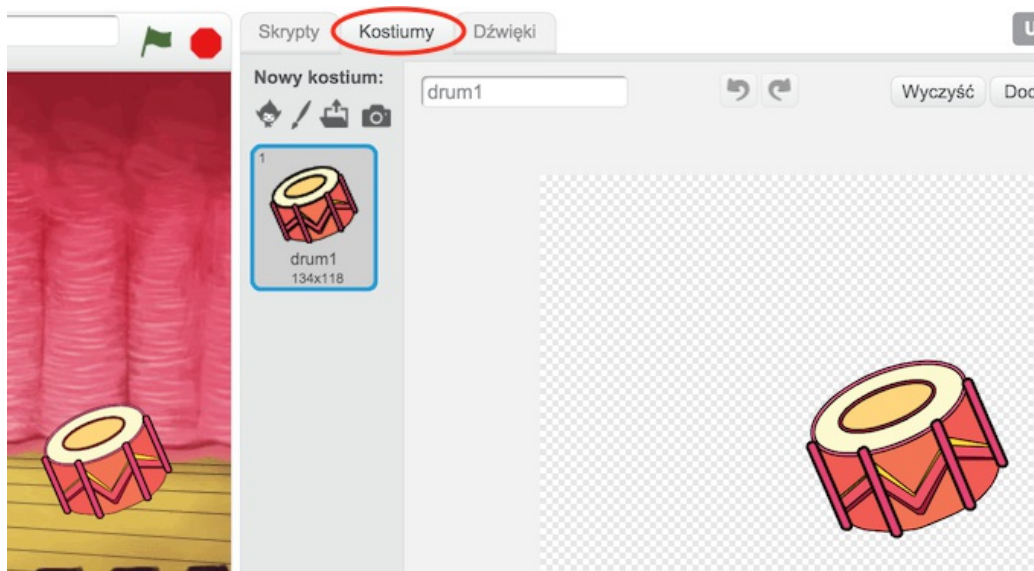 Skrypty Kostiumy Dźwięki
Nowy kostium:
drum1
Wyczyść
1
drum1
134x118